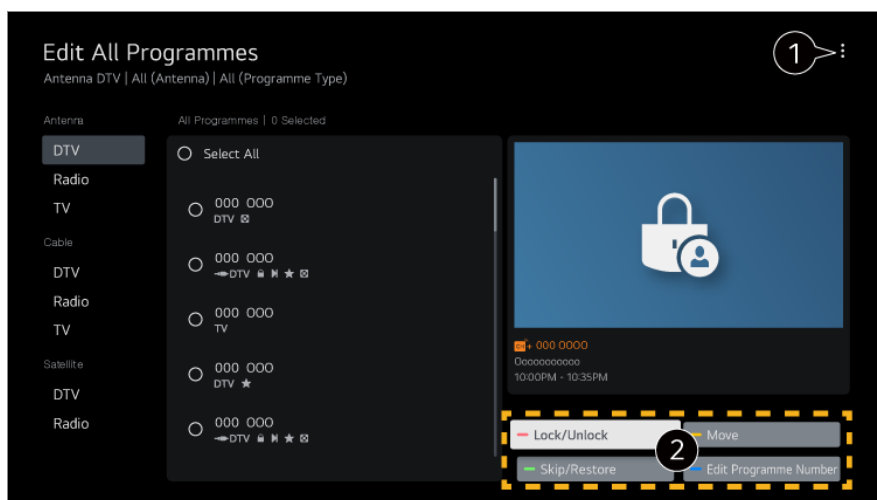 Edit All Programmes
Antenna DTV | All (Antenna) | All (Programme Type)
1
Antenna
DTV
Radio
TV
Cable
DTV
Radio
TV
Satellite
DTV
Radio
All Programmes | 0 Selected
Select All
000 000
DTV
000 000
DTV
000 000
TV
000 000
DTV
000 000
DTV
+ 000 0000
Oooooooooooo
10:00PM - 10:35PM
Lock/Unlock
Move
2
Skip/Restore
Edit Programme Number